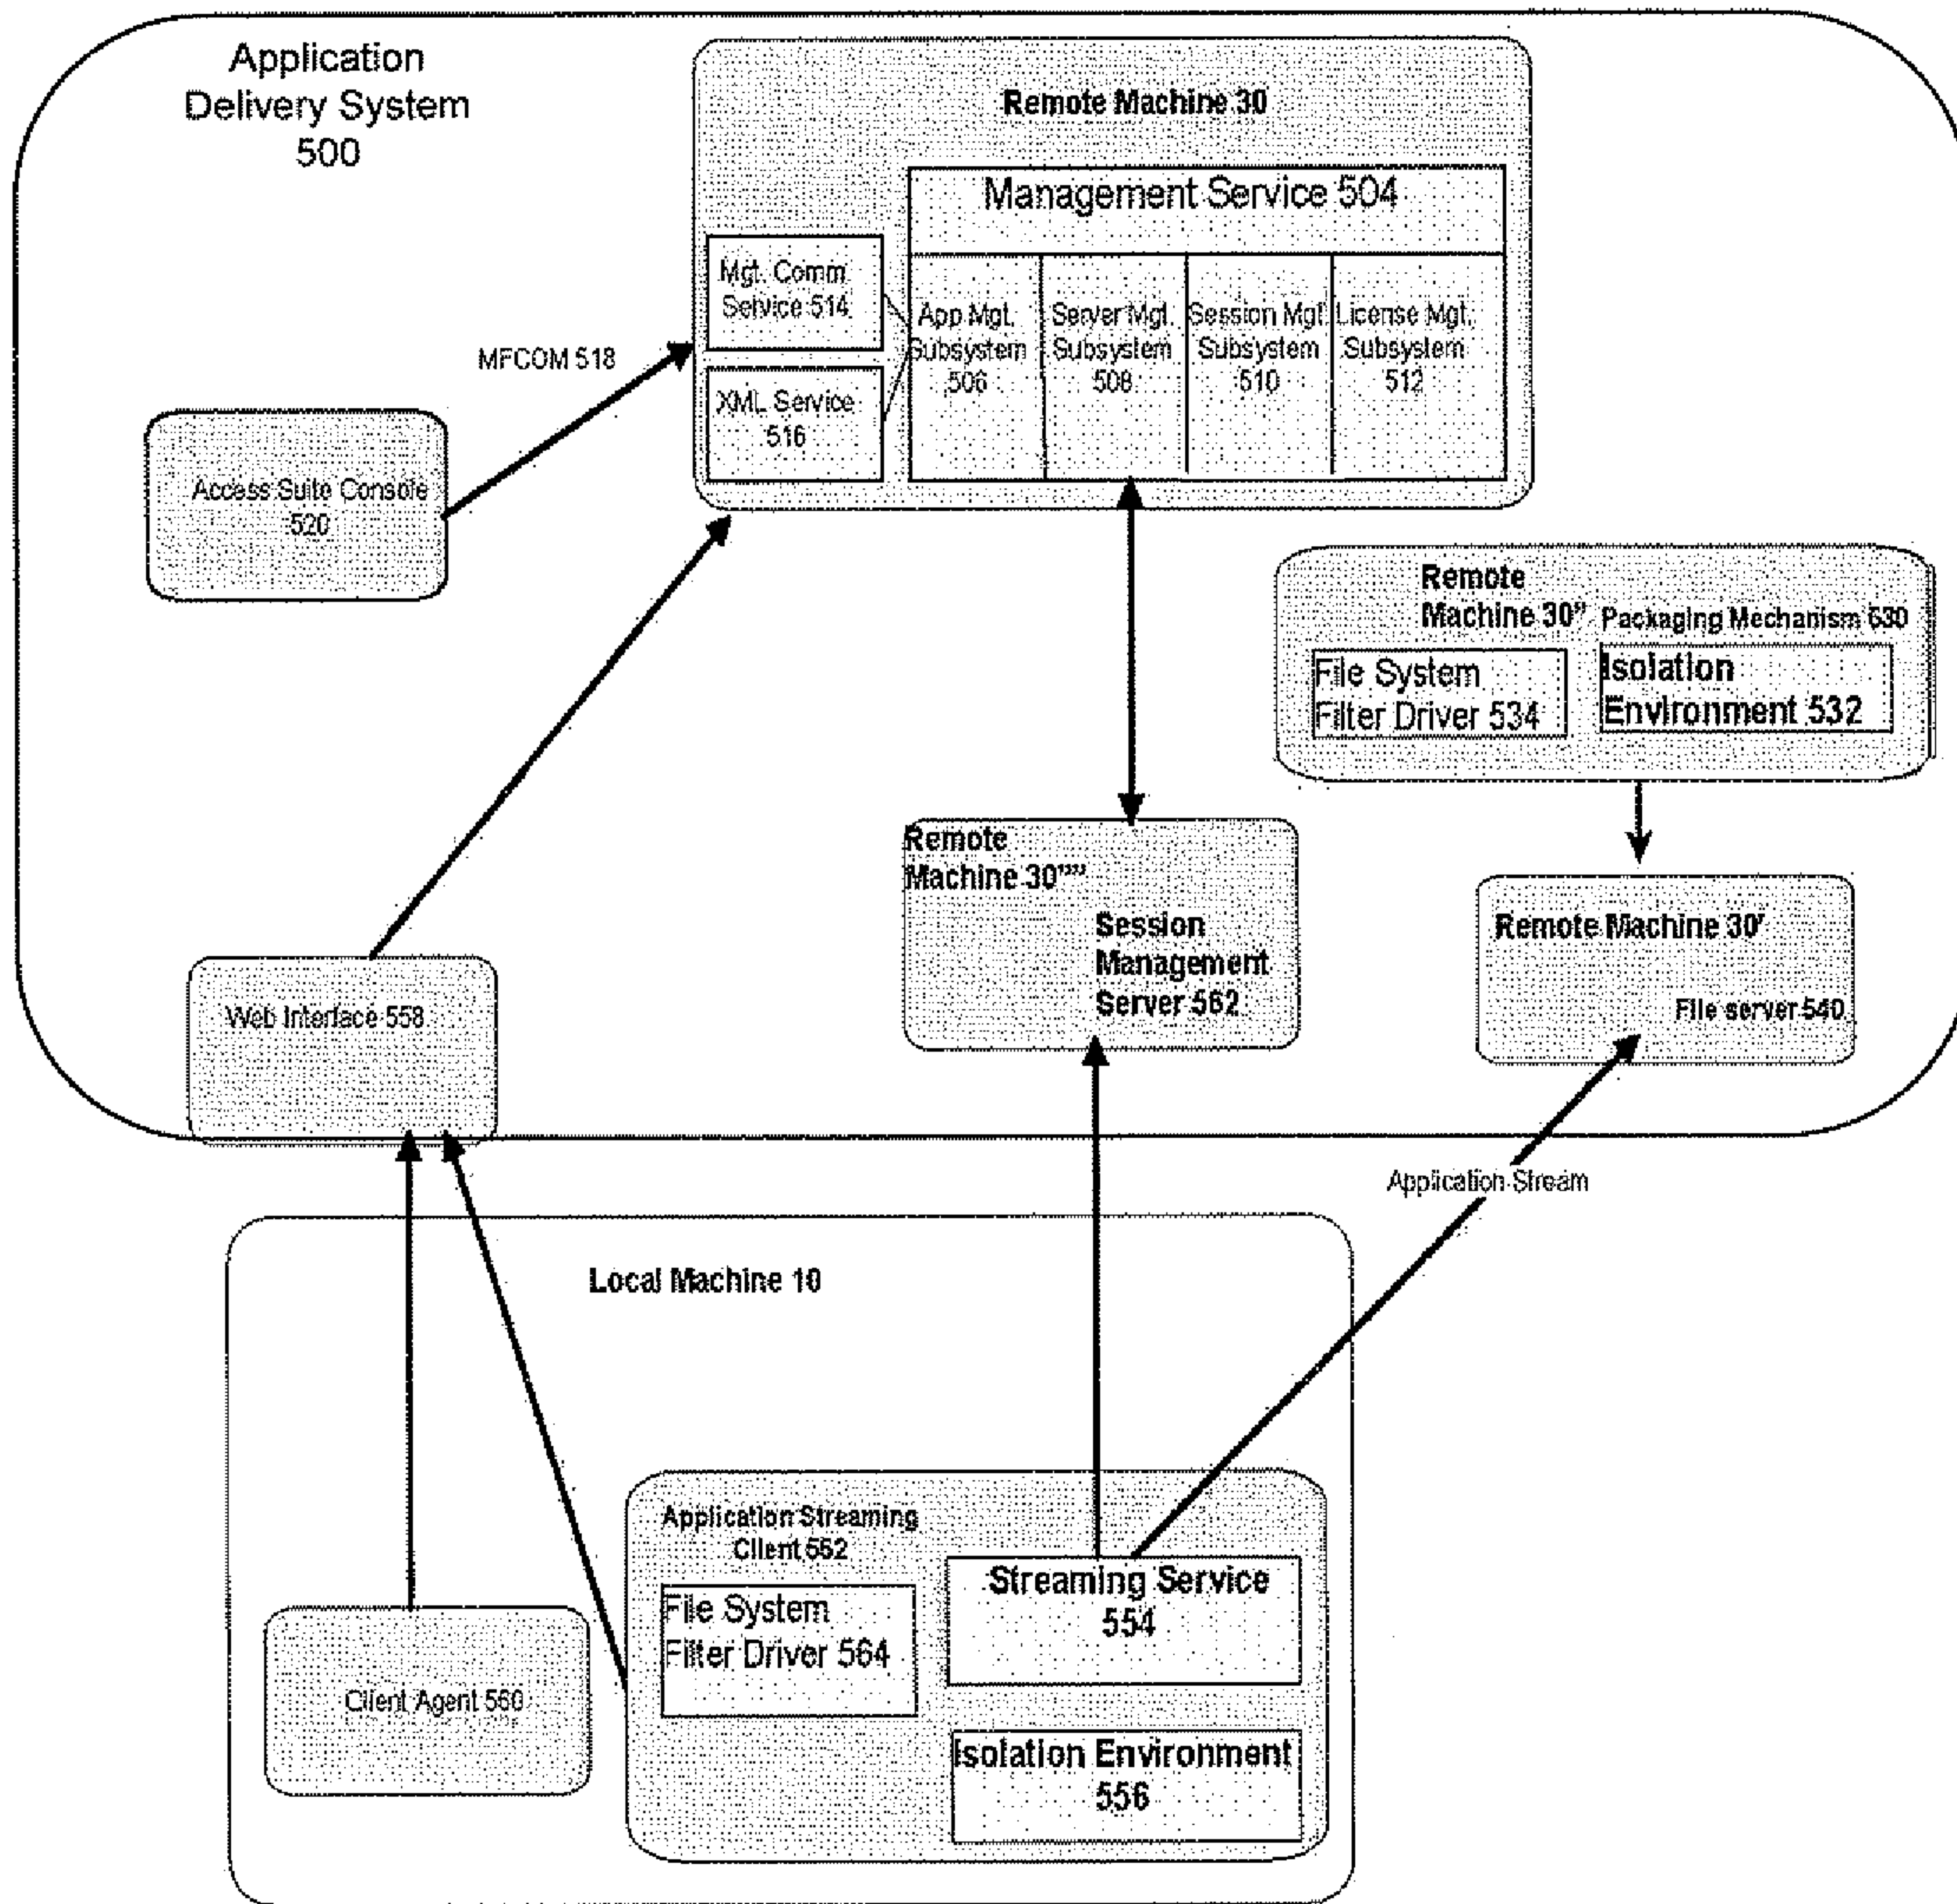 Application
Delivery System
500
Remote Machine 30
Management Service 504
Mgt. Comm
Service 514
XML Service
516
App Mgt.
Subsystem
506
Server Mgt.
Subsystem
508
Session Mgt.
Subsystem
510
License Mgt.
Subsystem
512
MFCOM 518
Access Suite Console
520
Remote
Machine 30"
Packaging Mechanism 530
File System
Filter Driver 534
Isolation
Environment 532
Remote
Machine 30""
Session
Management
Server 562
Remote Machine 30'
File server 540
Web Interface 558
Application Stream
Local Machine 10
Application Streaming
Client 552
File System
Filter Driver 564
Streaming Service
554
Client Agent 560
Isolation Environment
556